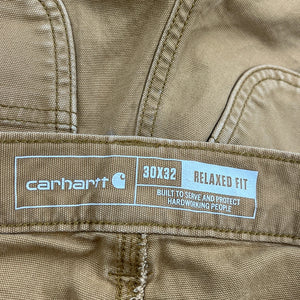 carhartt
30X32
RELAXED FIT
BUILT TO SERVE AND PROTECT
HARDWORKING PEOPLE